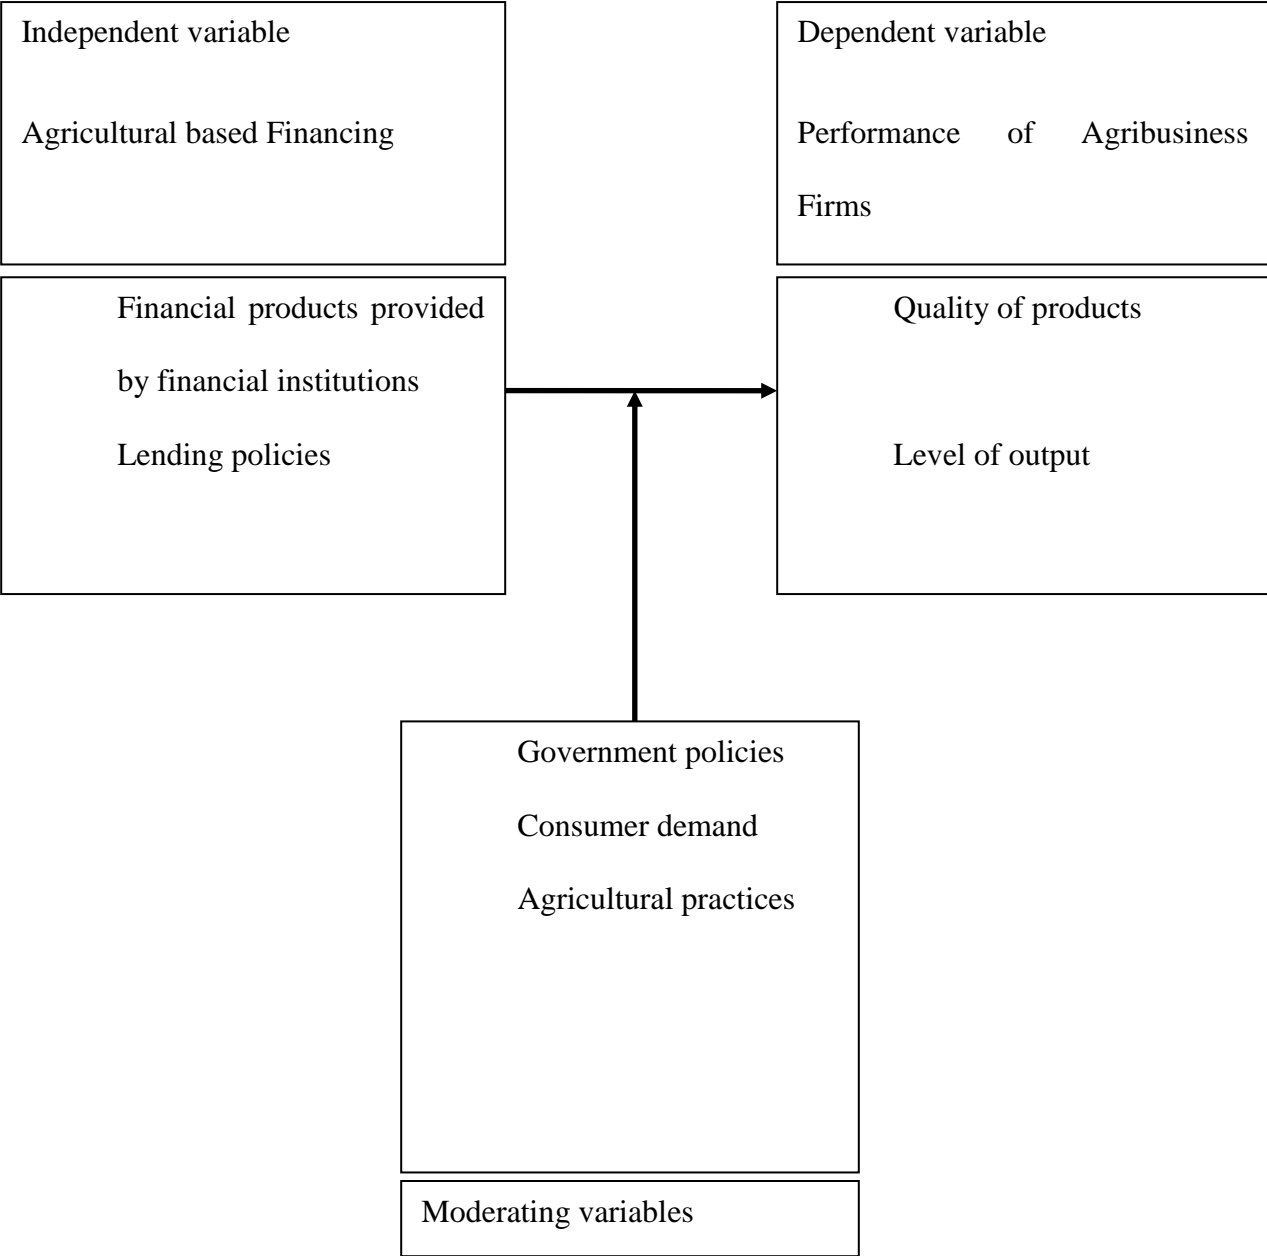 Independent variable
Agricultural based Financing
Dependent variable
Performance of Agribusiness
Firms
Financial products provided
by financial institutions
Lending policies
Quality of products
Level of output
Government policies
Consumer demand
Agricultural practices
Moderating variables